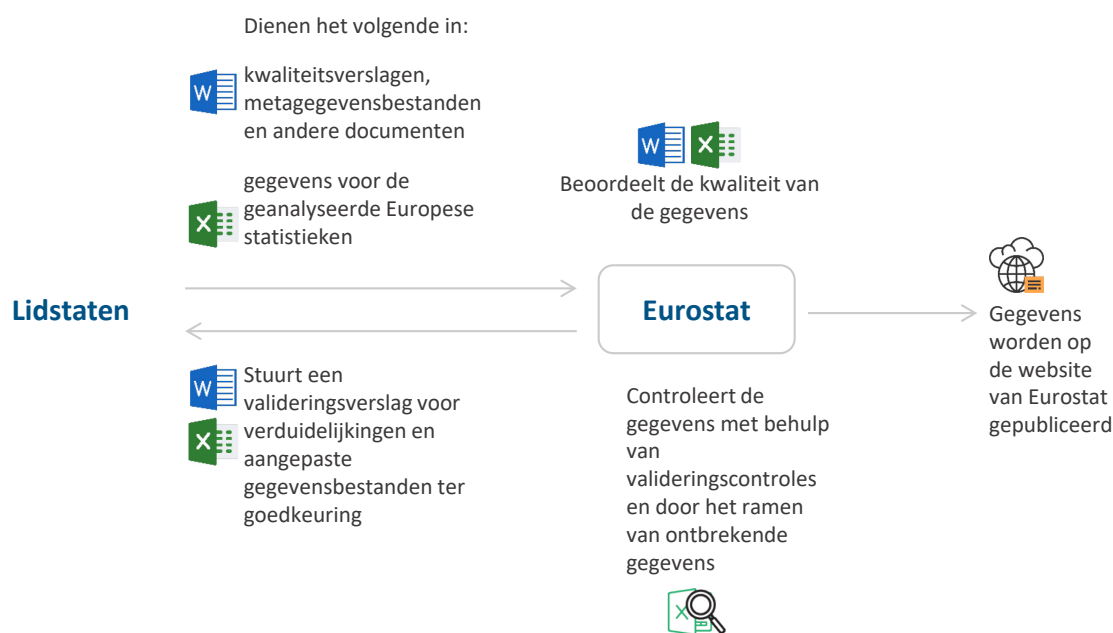 Dienen het volgende in:
kwaliteitsverslagen,
metagegevensbestanden
en andere documenten
gegevens voor de
geanalyseerde Europese
statistieken
Beoordeelt de kwaliteit van
de gegevens
Lidstaten
Eurostat
Gegevens
worden op
de website
van Eurostat
gepubliceerd
Stuurt een
valideringsverslag voor
verduidelijkingen en
aangepaste
gegevensbestanden ter
goedkeuring
Controleert de
gegevens met behulp
van
valideringscontroles
en door het ramen
van ontbrekende
gegevens